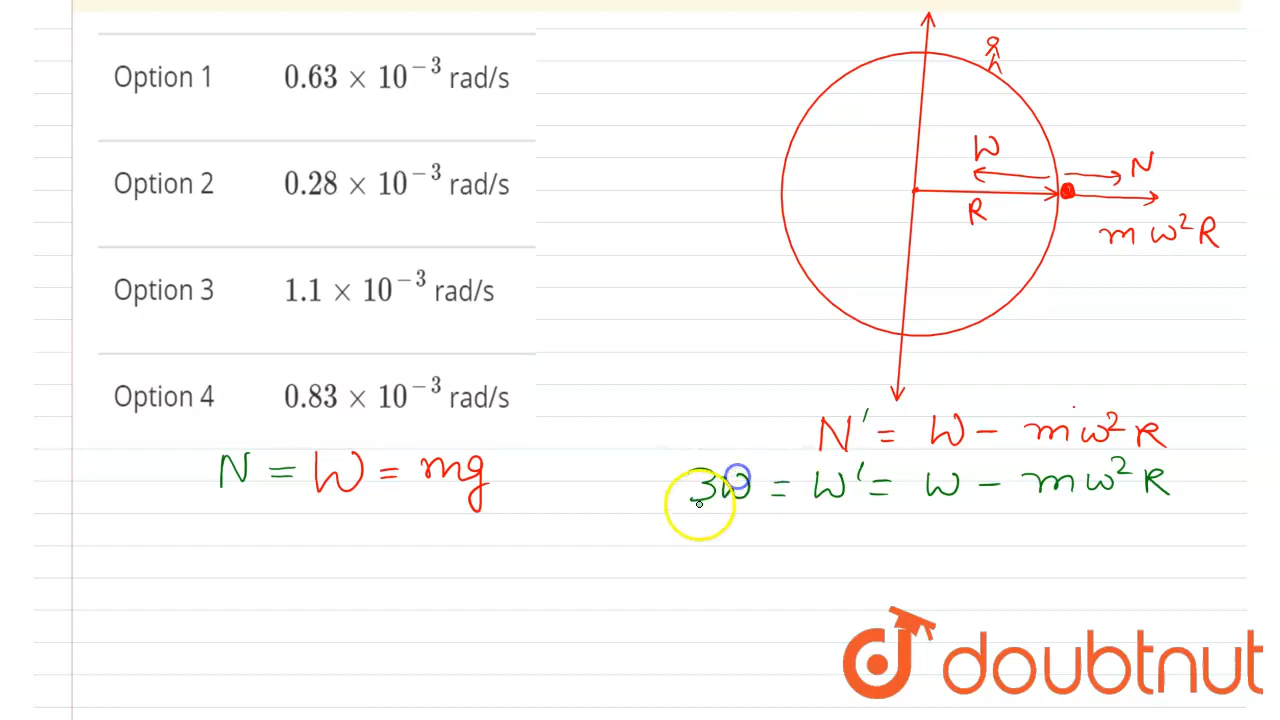 Option 1 0.63 × 10⁻³ rad/s
Option 2 0.28 × 10⁻³ rad/s
Option 3 1.1 × 10⁻³ rad/s
Option 4 0.83 × 10⁻³ rad/s
W
N
R
mω²R
N' = W - mω²R
N = W = mg
3W = W' = W - mω²R
doubtnut